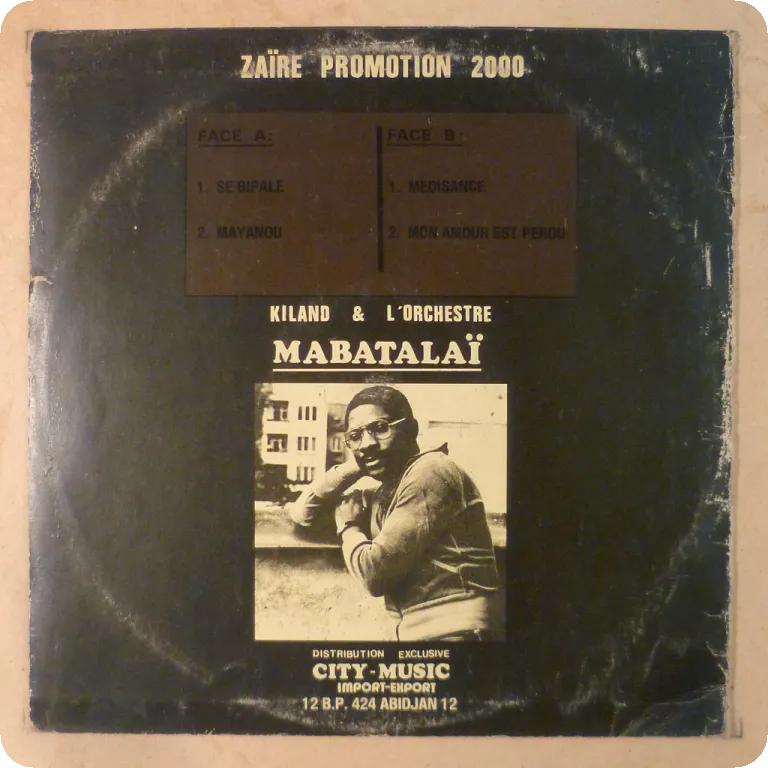 ZAÏRE PROMOTION 2000
FACE A:
1. SE BIPALE
2. MAYANOU
FACE B:
1. MEDISANCE
2. MON AMOUR EST PERDU
KILAND & L'ORCHESTRE
MABATALAÏ
DISTRIBUTION EXCLUSIVE
CITY-MUSIC
IMPORT-EXPORT
12 B.P. 424 ABIDJAN 12